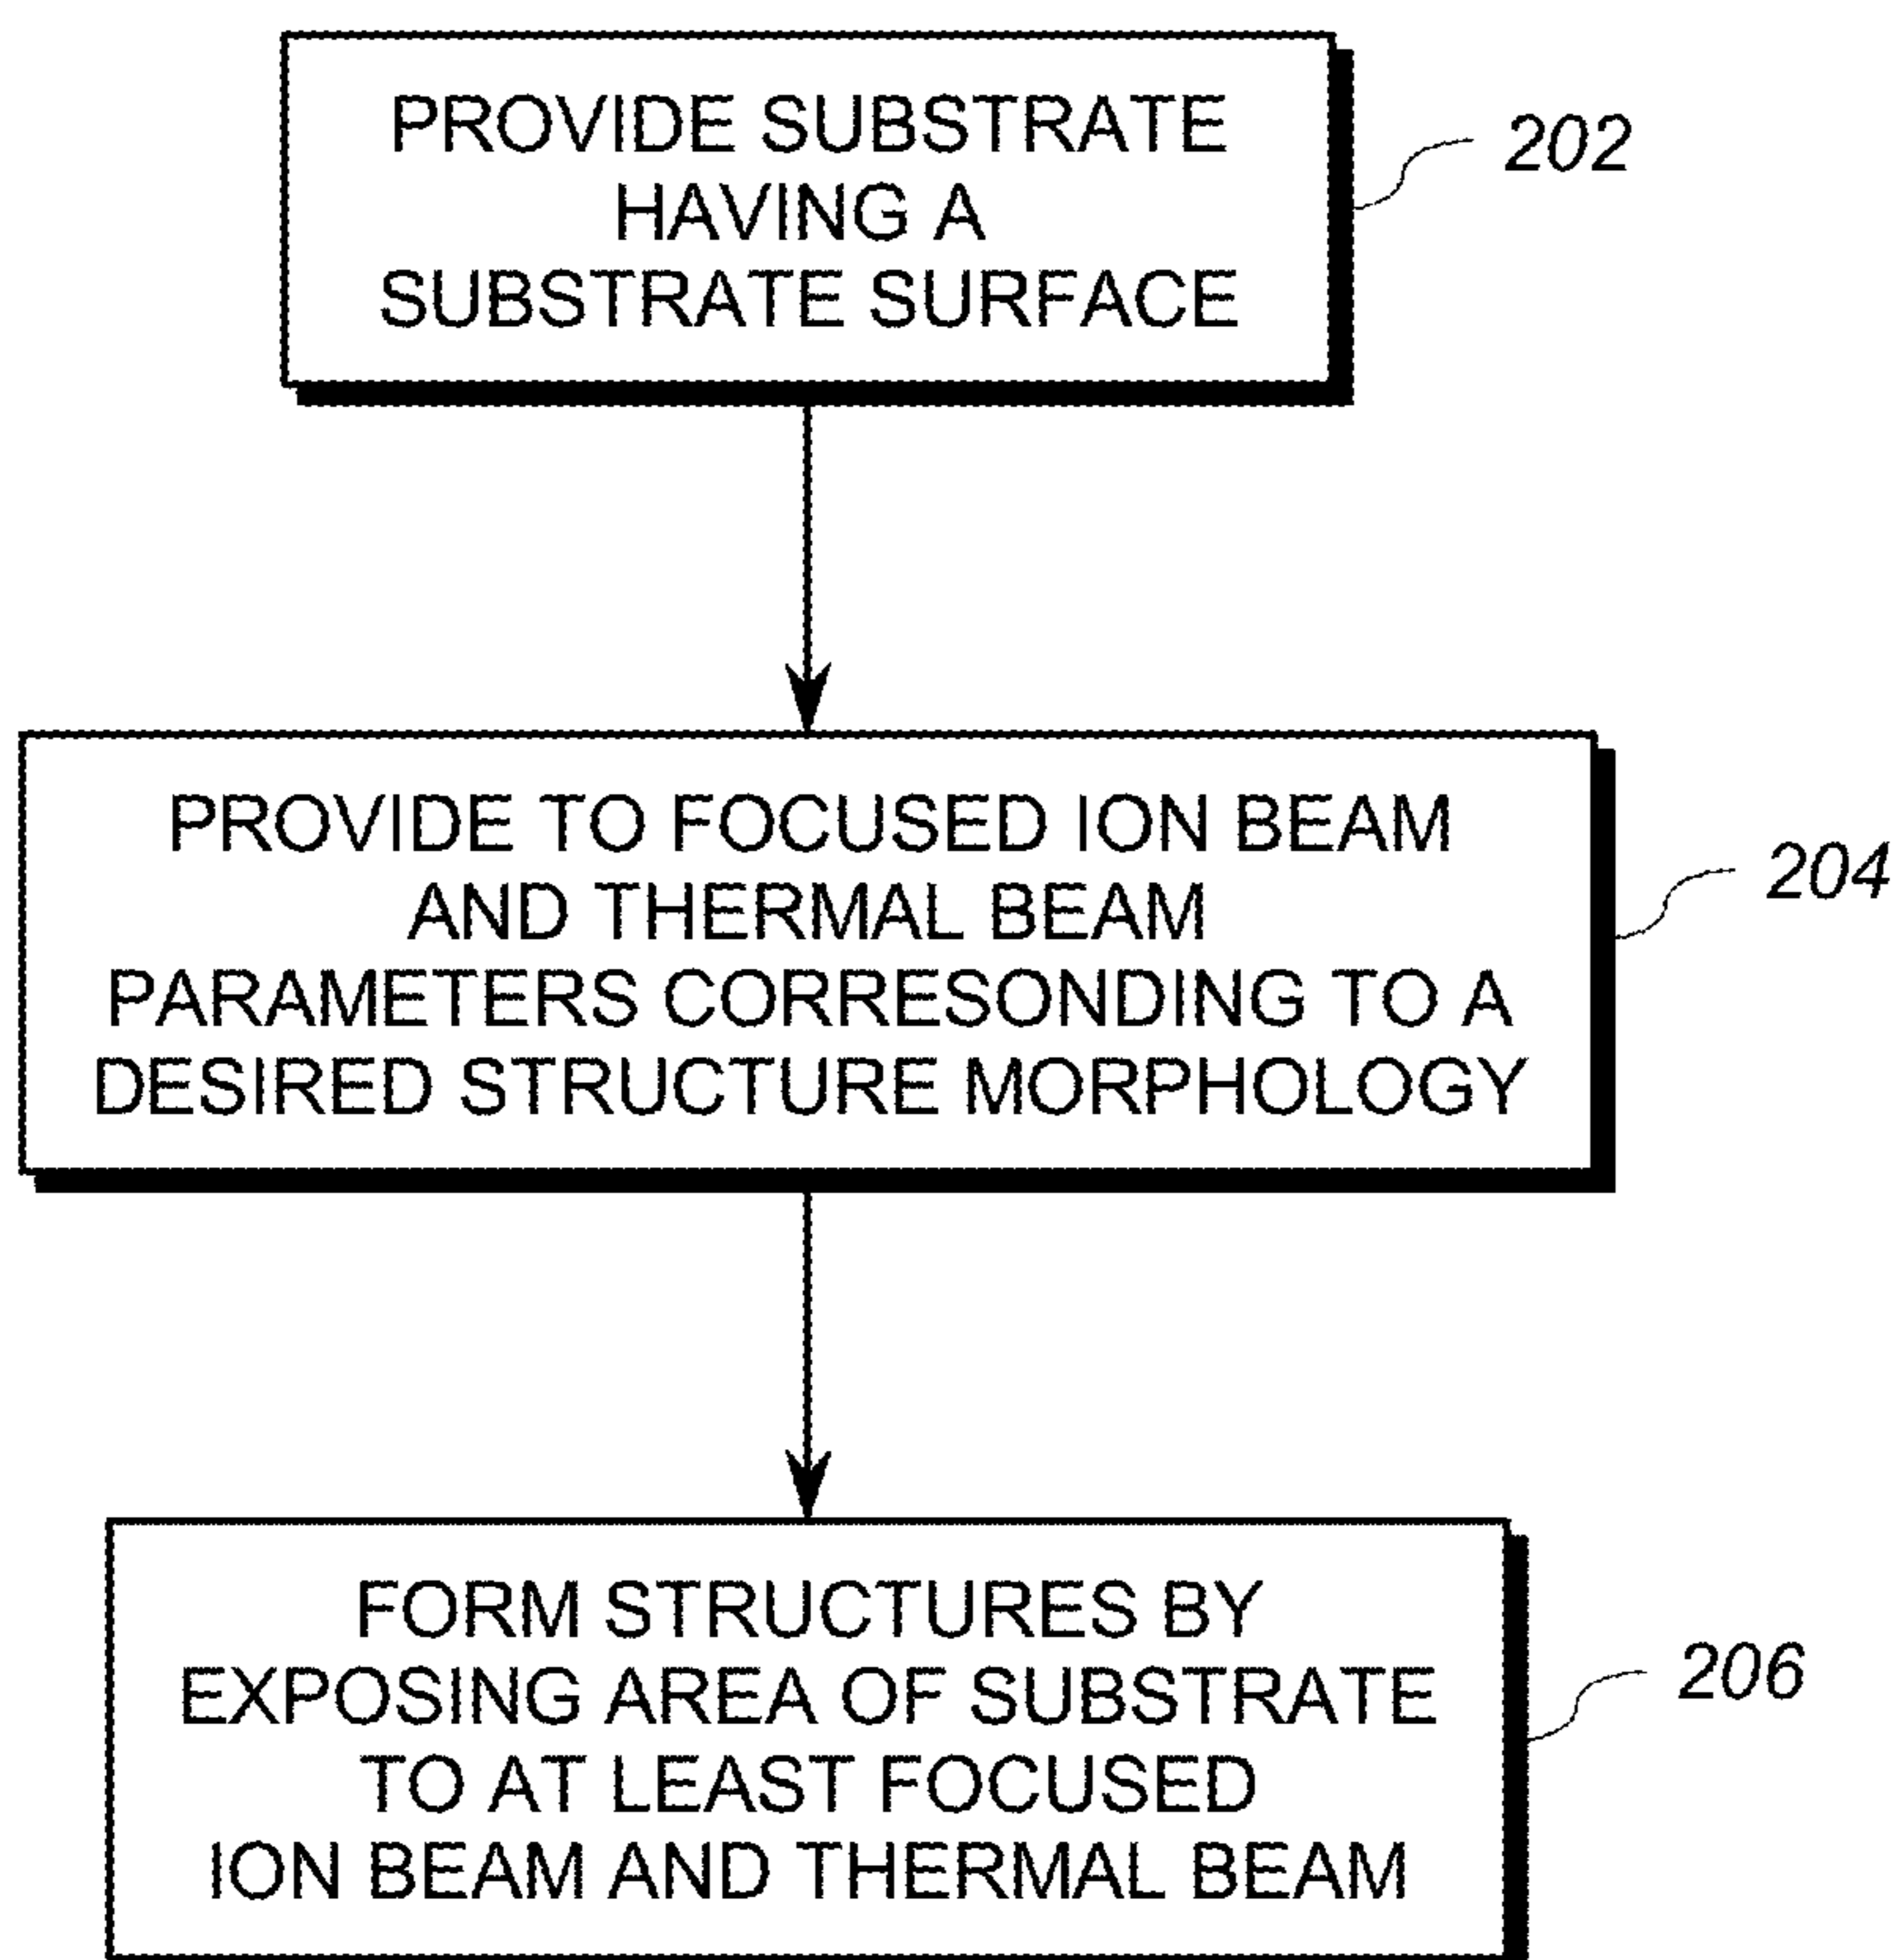 PROVIDE SUBSTRATE
HAVING A
SUBSTRATE SURFACE
202
PROVIDE TO FOCUSED ION BEAM
AND THERMAL BEAM
PARAMETERS CORRESONDING TO A
DESIRED STRUCTURE MORPHOLOGY
204
FORM STRUCTURES BY
EXPOSING AREA OF SUBSTRATE
TO AT LEAST FOCUSED
ION BEAM AND THERMAL BEAM
206